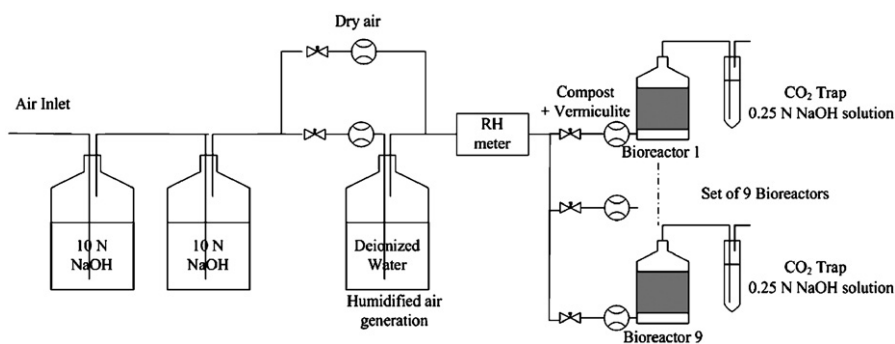 Dry air
Air Inlet
10 N
NaOH
10 N
NaOH
Deionized
Water
Humidified air
generation
RH
meter
Compost
+ Vermiculite
Bioreactor 1
CO₂ Trap
0.25 N NaOH solution
Set of 9 Bioreactors
CO₂ Trap
0.25 N NaOH solution
Bioreactor 9